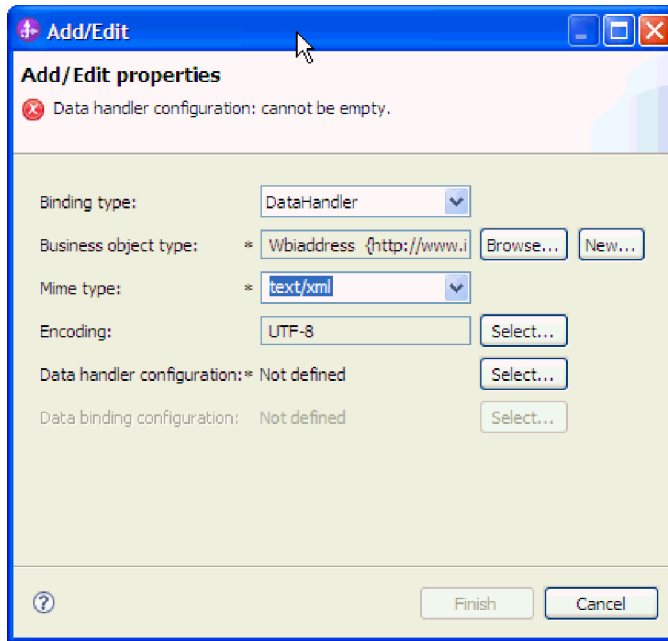 Add/Edit
Add/Edit properties
Data handler configuration: cannot be empty.
Binding type: DataHandler
Business object type: * Wbiaddress {http://www.i Browse... New...
Mime type: * text/xml
Encoding: UTF-8 Select...
Data handler configuration:* Not defined Select...
Data binding configuration: Not defined Select...
? Finish Cancel